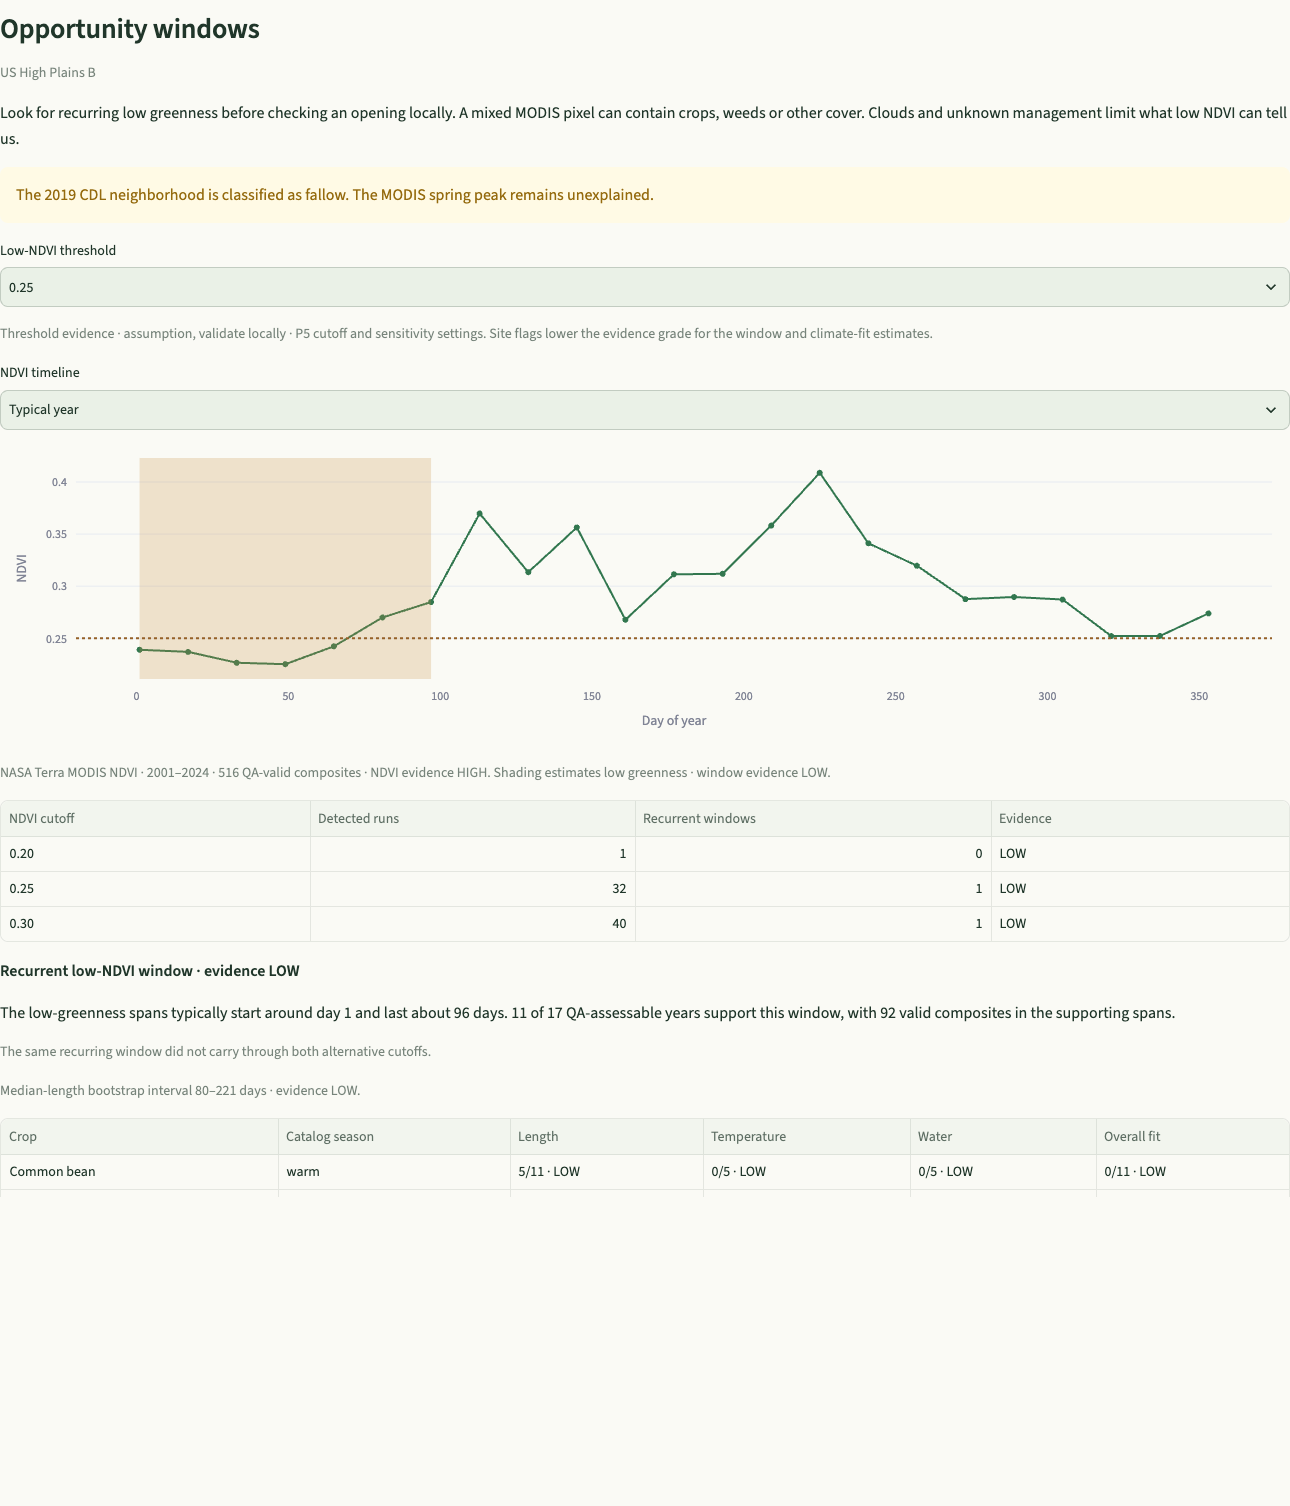 Opportunity windows
US High Plains B
Look for recurring low greenness before checking an opening locally. A mixed MODIS pixel can contain crops, weeds or other cover. Clouds and unknown management limit what low NDVI can tell
us.
The 2019 CDL neighborhood is classified as fallow. The MODIS spring peak remains unexplained.
Low-NDVI threshold
0.25
Threshold evidence · assumption, validate locally · P5 cutoff and sensitivity settings. Site flags lower the evidence grade for the window and climate-fit estimates.
NDVI timeline
Typical year
0.4
0.35
0.3
0.25
NDVI
0 50 100 150 200 250 300 350
Day of year
NASA Terra MODIS NDVI · 2001–2024 · 516 QA-valid composites · NDVI evidence HIGH. Shading estimates low greenness · window evidence LOW.
NDVI cutoff Detected runs Recurrent windows Evidence
0.20 1 0 LOW
0.25 32 1 LOW
0.30 40 1 LOW
Recurrent low-NDVI window · evidence LOW
The low-greenness spans typically start around day 1 and last about 96 days. 11 of 17 QA-assessable years support this window, with 92 valid composites in the supporting spans.
The same recurring window did not carry through both alternative cutoffs.
Median-length bootstrap interval 80–221 days · evidence LOW.
Crop Catalog season Length Temperature Water Overall fit
Common bean warm 5/11 · LOW 0/5 · LOW 0/5 · LOW 0/11 · LOW